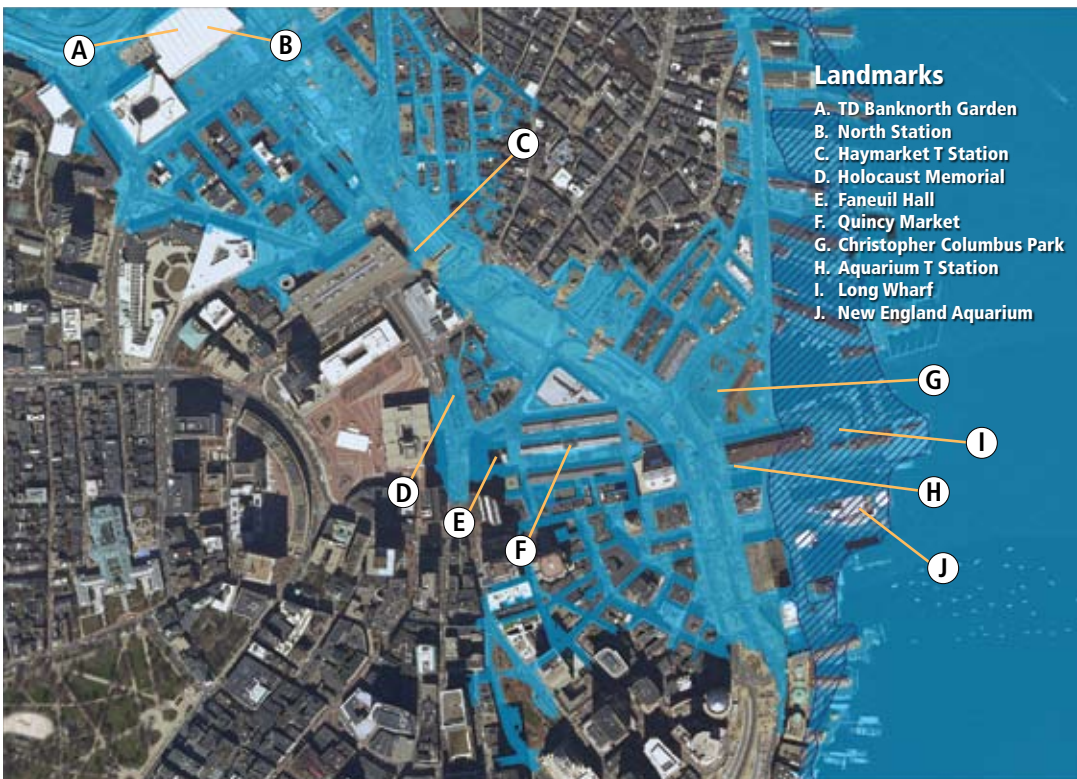 Landmarks
A. TD Banknorth Garden
B. North Station
C. Haymarket T Station
D. Holocaust Memorial
E. Faneuil Hall
F. Quincy Market
G. Christopher Columbus Park
H. Aquarium T Station
I. Long Wharf
J. New England Aquarium
A
B
C
G
I
D
H
E
F
J